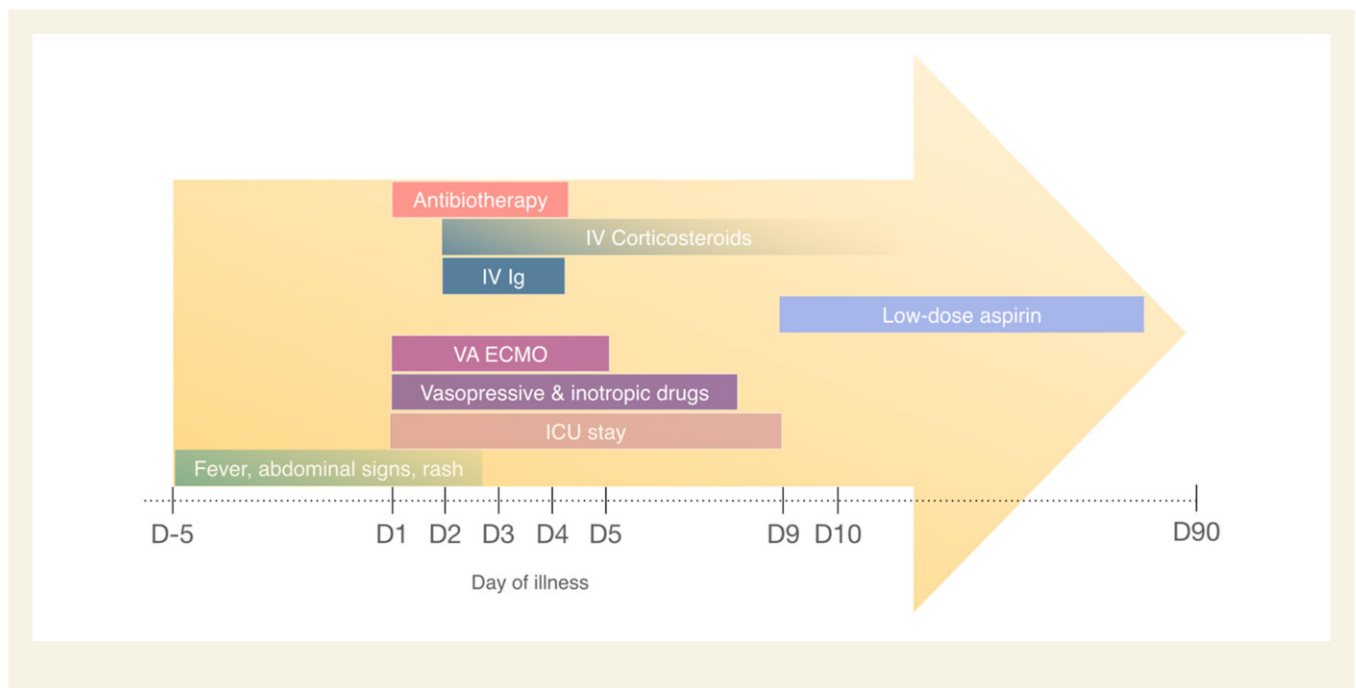 Antibiotherapy
IV Corticosteroids
IV Ig
Low-dose aspirin
VA ECMO
Vasopressive & inotropic drugs
ICU stay
Fever, abdominal signs, rash
D-5 D1 D2 D3 D4 D5 D9 D10 D90
Day of illness